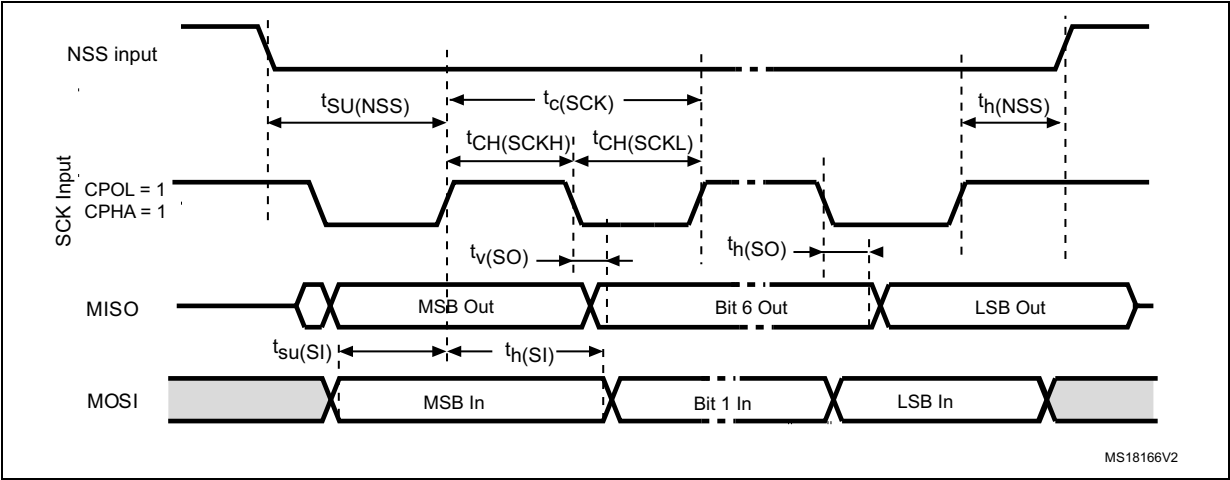 NSS input
tSU(NSS)
tc(SCK)
th(NSS)
tCH(SCKH)
tCH(SCKL)
SCK Input
CPOL = 1
CPHA = 1
tv(SO)
th(SO)
MISO
MSB Out
Bit 6 Out
LSB Out
tsu(SI)
th(SI)
MOSI
MSB In
Bit 1 In
LSB In
MS18166V2